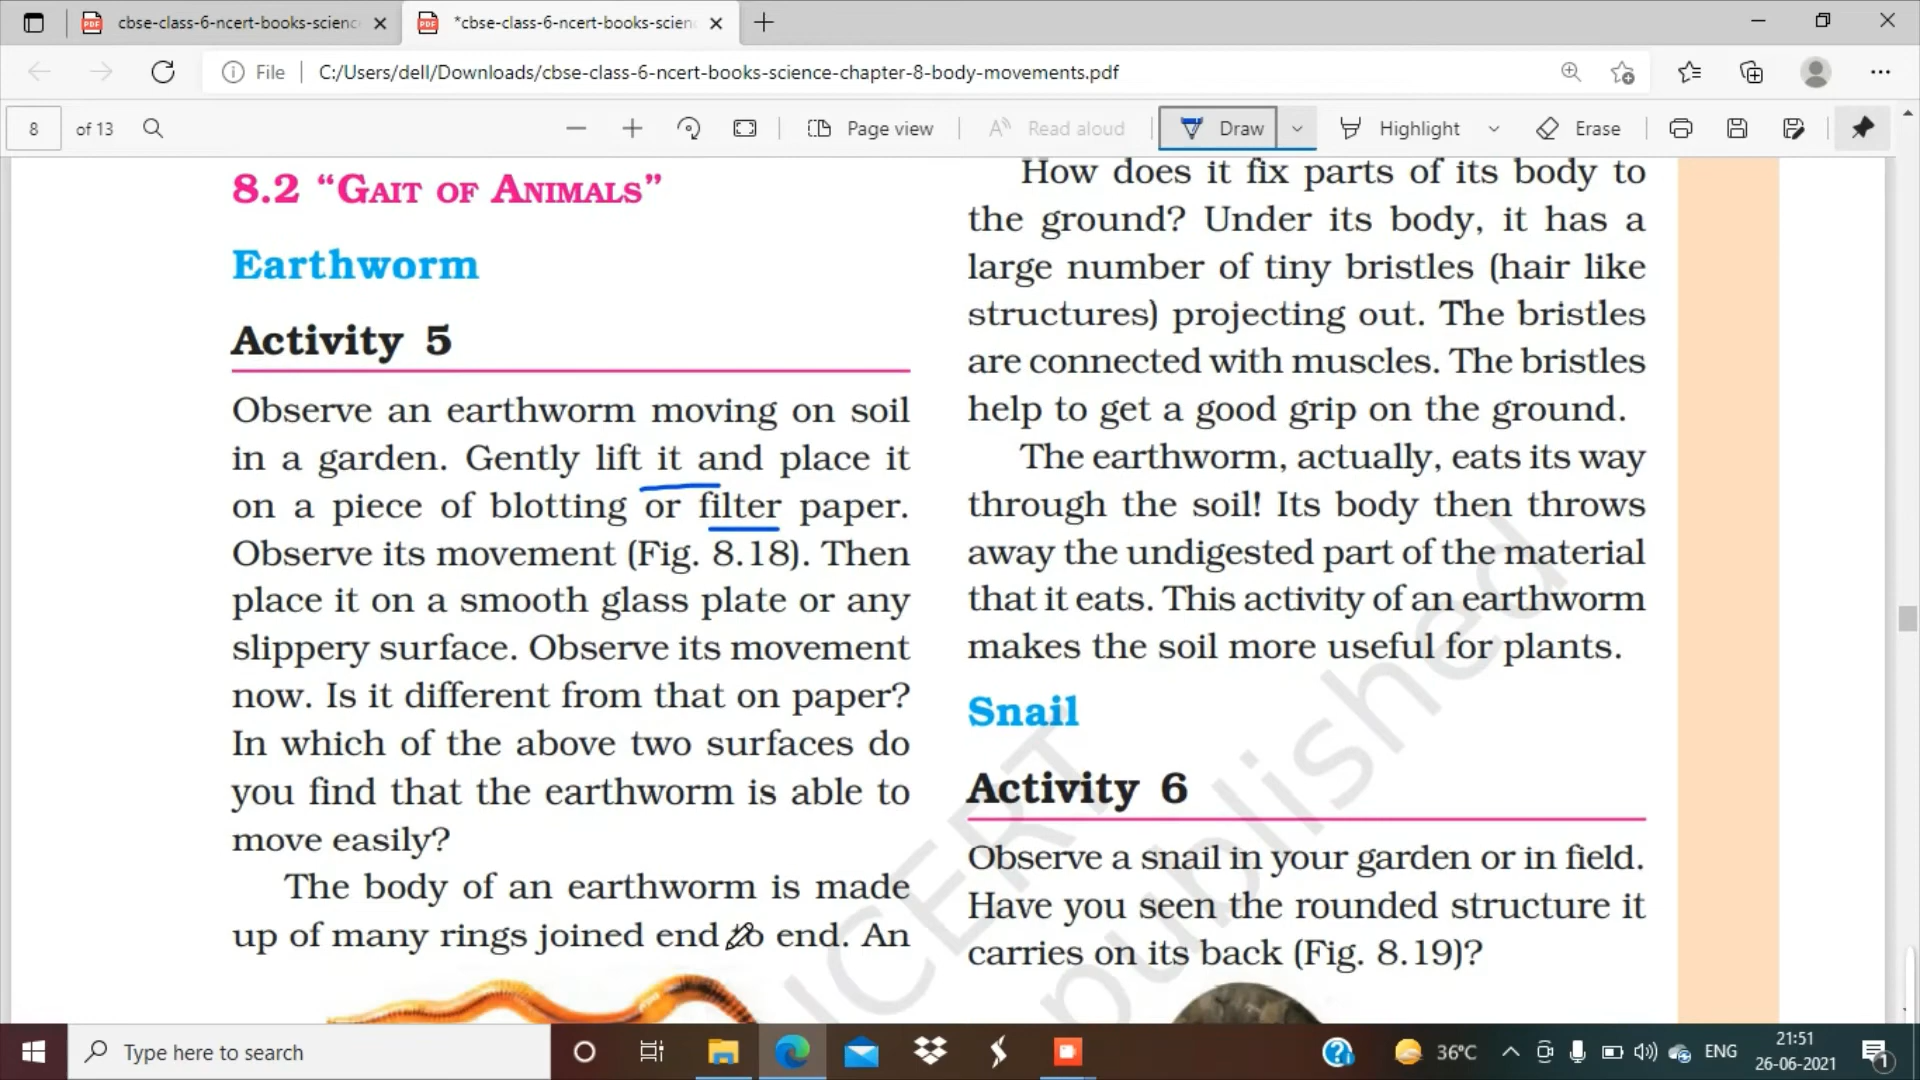 cbse-class-6-ncert-books-science
*cbse-class-6-ncert-books-scien
File C:/Users/dell/Downloads/cbse-class-6-ncert-books-science-chapter-8-body-movements.pdf
8 of 13 Page view Read aloud Draw Highlight Erase
8.2 “GAIT OF ANIMALS”
Earthworm
Activity 5
Observe an earthworm moving on soil
in a garden. Gently lift it and place it
on a piece of blotting or filter paper.
Observe its movement (Fig. 8.18). Then
place it on a smooth glass plate or any
slippery surface. Observe its movement
now. Is it different from that on paper?
In which of the above two surfaces do
you find that the earthworm is able to
move easily?
The body of an earthworm is made
up of many rings joined end to end. An
How does it fix parts of its body to
the ground? Under its body, it has a
large number of tiny bristles (hair like
structures) projecting out. The bristles
are connected with muscles. The bristles
help to get a good grip on the ground.
The earthworm, actually, eats its way
through the soil! Its body then throws
away the undigested part of the material
that it eats. This activity of an earthworm
makes the soil more useful for plants.
Snail
Activity 6
Observe a snail in your garden or in field.
Have you seen the rounded structure it
carries on its back (Fig. 8.19)?
NCERT
published
Type here to search
36°C
ENG
21:51
26-06-2021
1